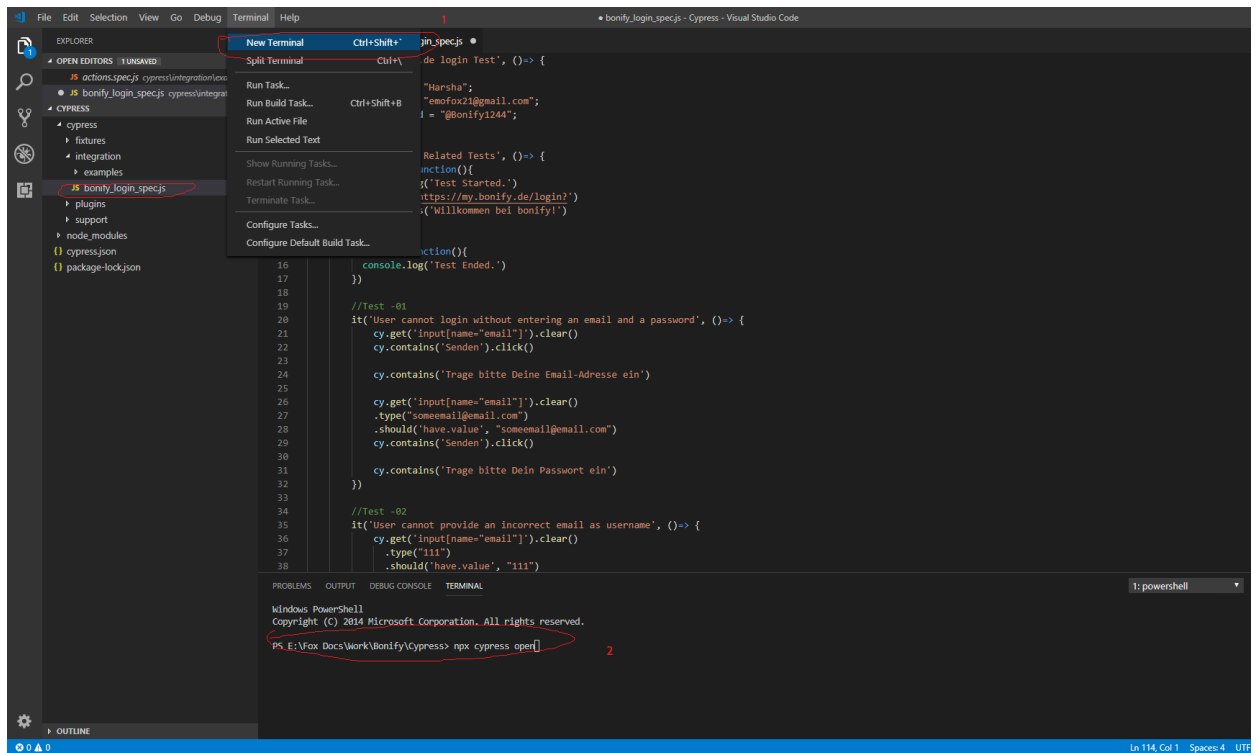 File Edit Selection View Go Debug Terminal Help
1
● bonify_login_spec.js - Cypress - Visual Studio Code
EXPLORER
OPEN EDITORS 1 UNSAVED
JS actions.spec.js cypress\integration\exa
JS bonify_login_spec.js cypress\integrat
CYPRESS
cypress
fixtures
integration
examples
JS bonify_login_spec.js
plugins
support
node_modules
{} cypress.json
{} package-lock.json
OUTLINE
New Terminal Ctrl+Shift+`
Split Terminal Ctrl+\
Run Task...
Run Build Task... Ctrl+Shift+B
Run Active File
Run Selected Text
Show Running Tasks...
Restart Running Task...
Terminate Task...
Configure Tasks...
Configure Default Build Task...
gin_spec.js ●
.de login Test', ()=> {
"Harsha";
"emofox21@gmail.com";
= "@Bonify1244";
Related Tests', ()=> {
unction(){
g('Test Started.')
https://my.bonify.de/login?')
s('Willkommen bei bonify!')
nction(){
16 console.log('Test Ended.')
17 })
18
19 //Test -01
20 it('User cannot login without entering an email and a password', ()=> {
21 cy.get('input[name="email"]').clear()
22 cy.contains('Senden').click()
23
24 cy.contains('Trage bitte Deine Email-Adresse ein')
25
26 cy.get('input[name="email"]').clear()
27 .type("someemail@email.com")
28 .should('have.value', "someemail@email.com")
29 cy.contains('Senden').click()
30
31 cy.contains('Trage bitte Dein Passwort ein')
32 })
33
34 //Test -02
35 it('User cannot provide an incorrect email as username', ()=> {
36 cy.get('input[name="email"]').clear()
37 .type("111")
38 .should('have.value', "111")
PROBLEMS OUTPUT DEBUG CONSOLE TERMINAL
1: powershell
Windows PowerShell
Copyright (C) 2014 Microsoft Corporation. All rights reserved.
PS E:\Fox Docs\Work\Bonify\Cypress> npx cypress open
2
0 0
Ln 114, Col 1 Spaces: 4 UTF